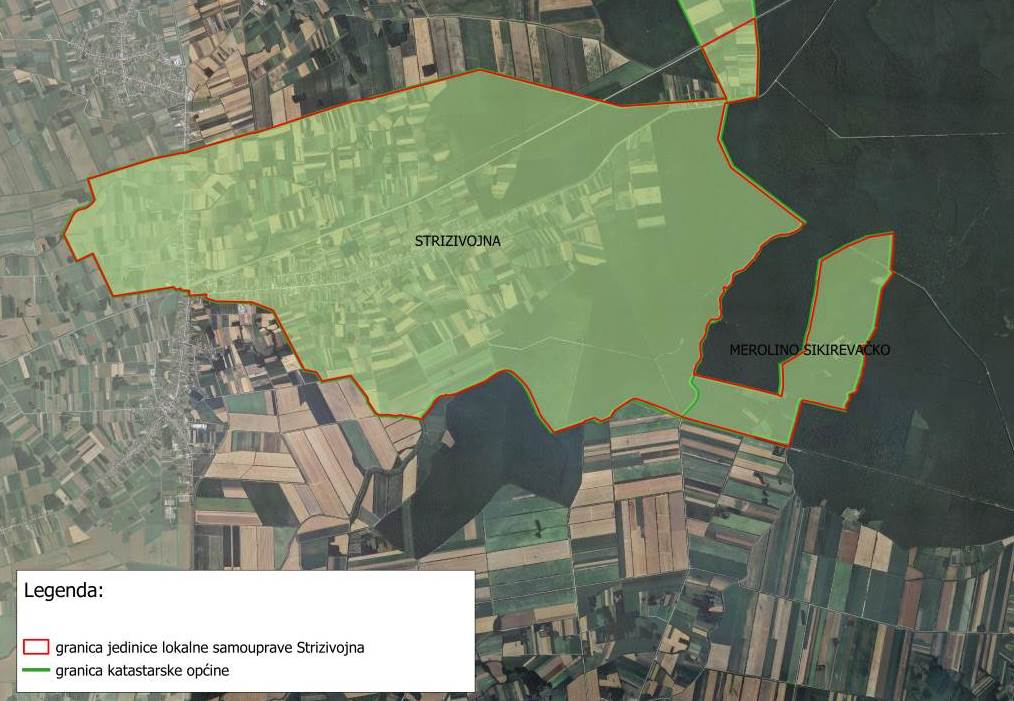 STRIZIVOJNA
MEROLINO SIKIREVAČKO
Legenda:
granica jedinice lokalne samouprave Strizivojna
granica katastarske općine